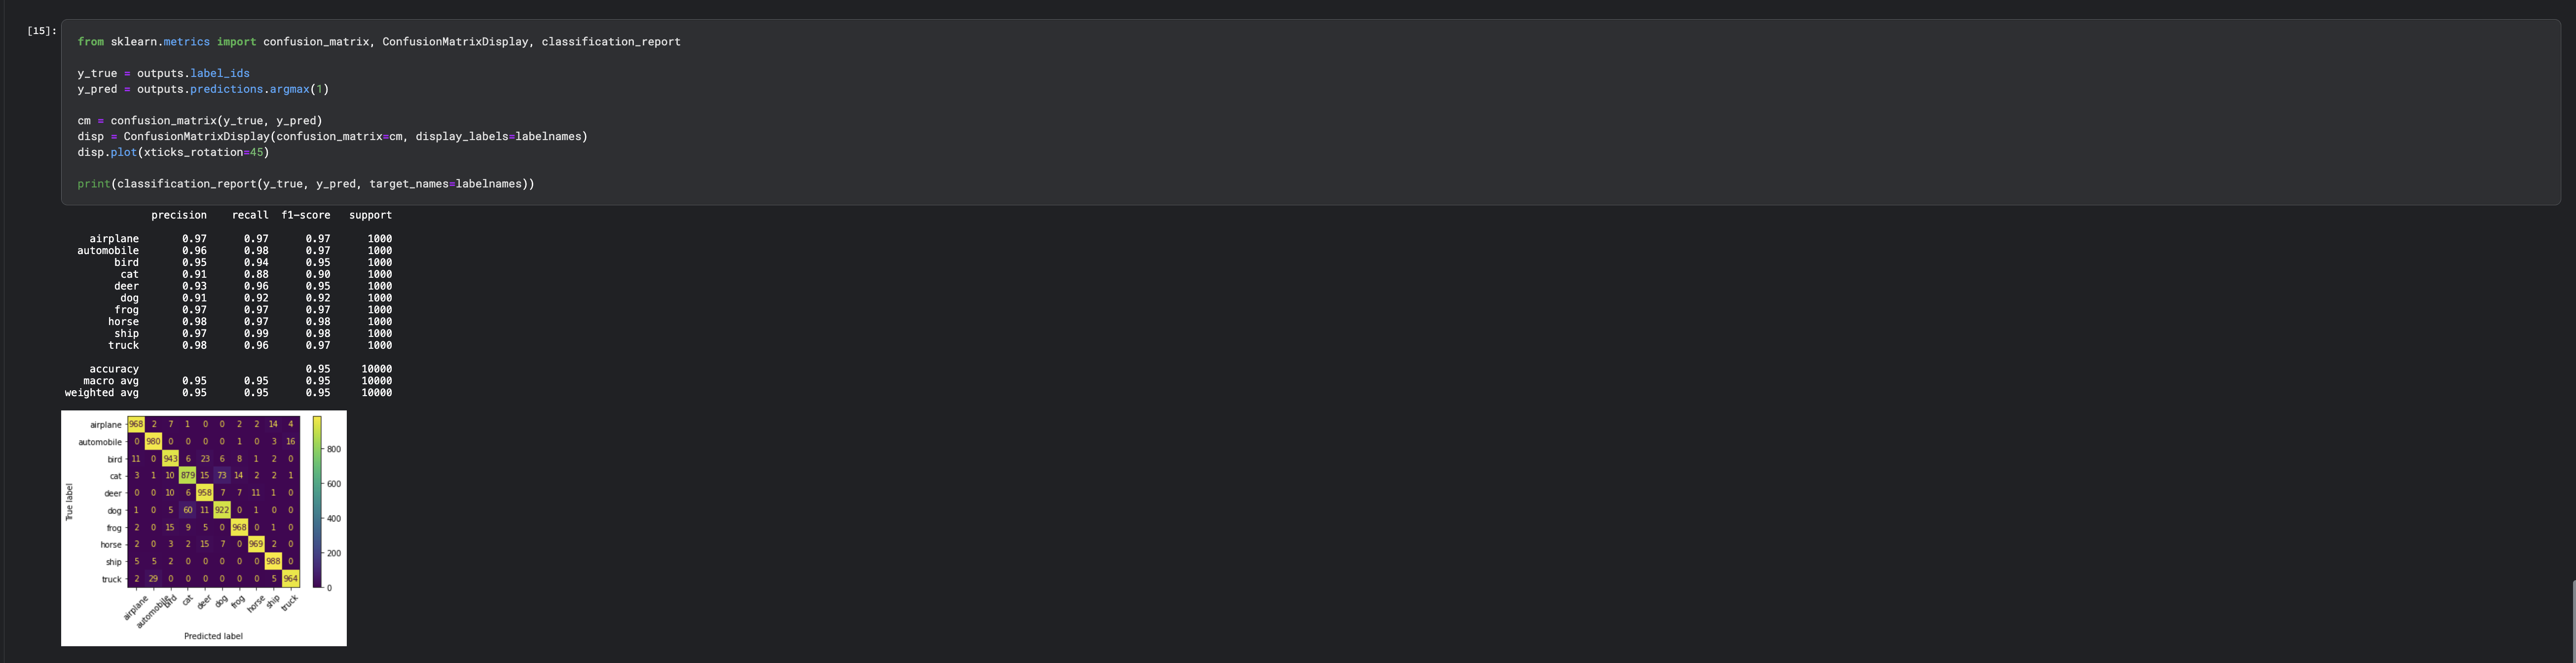 [15]:
from sklearn.metrics import confusion_matrix, ConfusionMatrixDisplay, classification_report
y_true = outputs.label_ids
y_pred = outputs.predictions.argmax(1)
cm = confusion_matrix(y_true, y_pred)
disp = ConfusionMatrixDisplay(confusion_matrix=cm, display_labels=labelnames)
disp.plot(xticks_rotation=45)
print(classification_report(y_true, y_pred, target_names=labelnames))
precision recall f1-score support
airplane 0.97 0.97 0.97 1000
automobile 0.96 0.98 0.97 1000
bird 0.95 0.94 0.95 1000
cat 0.91 0.88 0.90 1000
deer 0.93 0.96 0.95 1000
dog 0.91 0.92 0.92 1000
frog 0.97 0.97 0.97 1000
horse 0.98 0.97 0.98 1000
ship 0.97 0.99 0.98 1000
truck 0.98 0.96 0.97 1000
accuracy 0.95 10000
macro avg 0.95 0.95 0.95 10000
weighted avg 0.95 0.95 0.95 10000
True label
airplane 968 2 7 1 0 0 2 2 14 4
automobile 0 980 0 0 0 0 1 0 3 16
bird 11 0 943 6 23 6 8 1 2 0
cat 3 1 10 879 15 73 14 2 2 1
deer 0 0 10 6 958 7 7 11 1 0
dog 1 0 5 60 11 922 0 1 0 0
frog 2 0 15 9 5 0 968 0 1 0
horse 2 0 3 2 15 7 0 969 2 0
ship 5 5 2 0 0 0 0 0 988 0
truck 2 29 0 0 0 0 0 0 5 964
airplane automobile bird cat deer dog frog horse ship truck
Predicted label
800
600
400
200
0